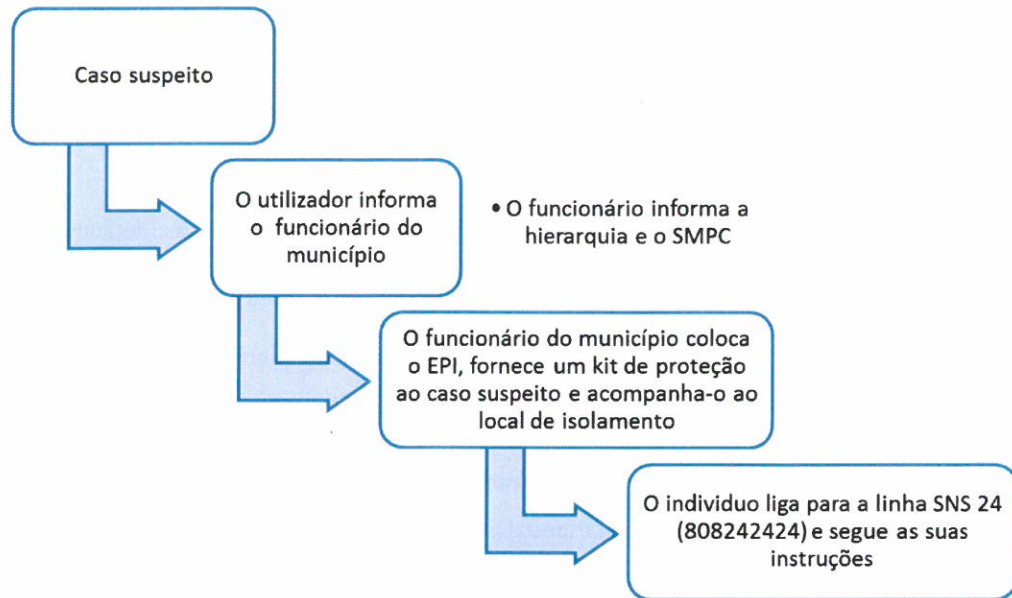 Caso suspeito
O utilizador informa
o funcionário do
município
• O funcionário informa a
hierarquia e o SMPC
O funcionário do município coloca
o EPI, fornece um kit de proteção
ao caso suspeito e acompanha-o ao
local de isolamento
O individuo liga para a linha SNS 24
(808242424) e segue as suas
instruções